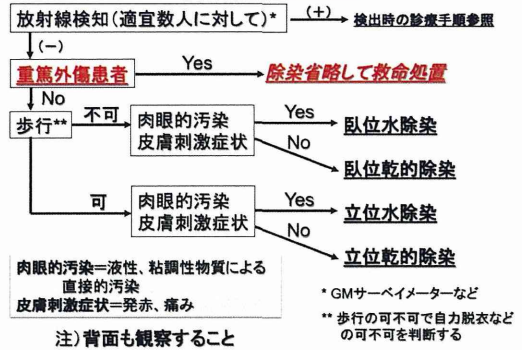 放射線検知(適宜数人に対して)*
(+)
検出時の診療手順参照
(−)
重篤外傷患者
Yes
除染省略して救命処置
No
歩行**
不可
肉眼的汚染
皮膚刺激症状
Yes
臥位水除染
No
臥位乾的除染
可
肉眼的汚染
皮膚刺激症状
Yes
立位水除染
No
立位乾的除染
肉眼的汚染=液性、粘調性物質による
直接的汚染
皮膚刺激症状=発赤、痛み
* GMサーベイメーターなど
** 歩行の可不可で自力脱衣など
の可不可を判断する
注)背面も観察すること